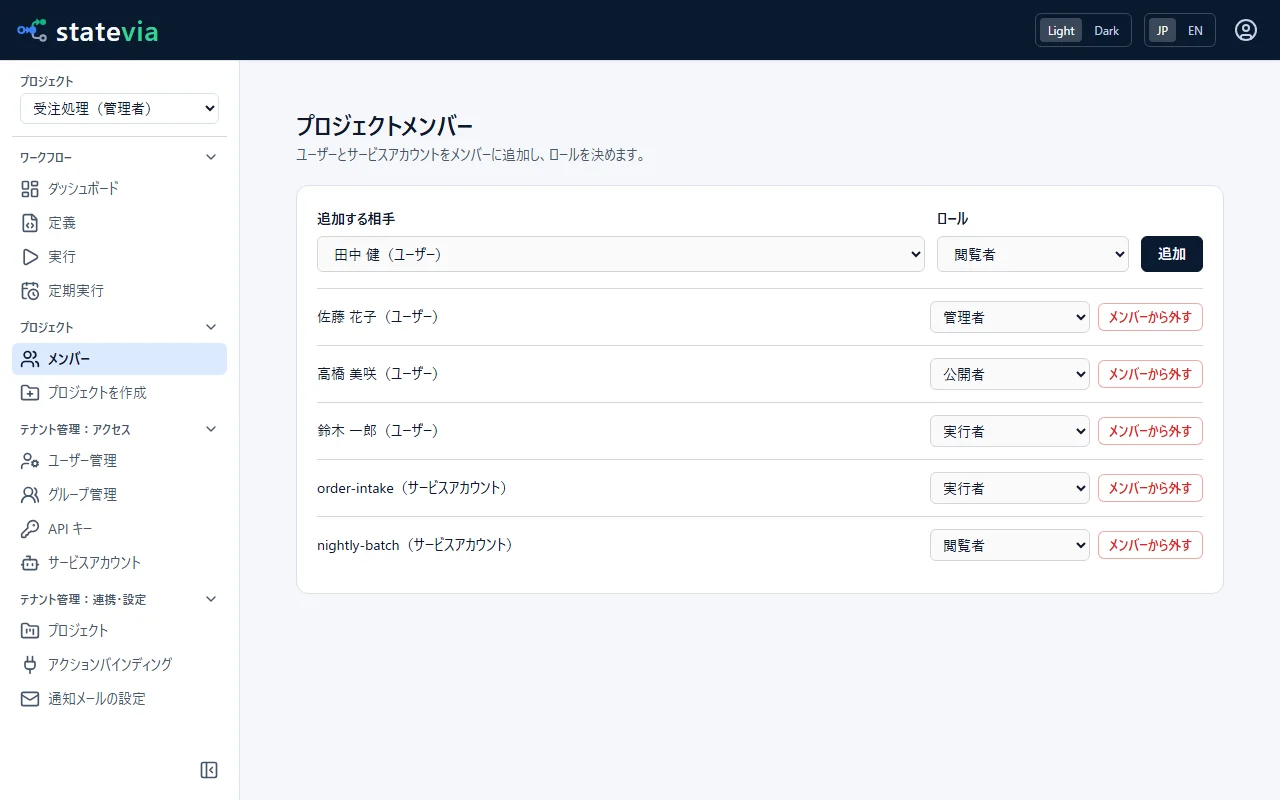 statevia
Light Dark
JP EN
プロジェクト
受注処理（管理者）
ワークフロー
ダッシュボード
定義
実行
定期実行
プロジェクト
メンバー
プロジェクトを作成
テナント管理：アクセス
ユーザー管理
グループ管理
API キー
サービスアカウント
テナント管理：連携・設定
プロジェクト
アクションバインディング
通知メールの設定
プロジェクトメンバー
ユーザーとサービスアカウントをメンバーに追加し、ロールを決めます。
追加する相手 ロール
田中 健（ユーザー） 閲覧者 追加
佐藤 花子（ユーザー） 管理者 メンバーから外す
高橋 美咲（ユーザー） 公開者 メンバーから外す
鈴木 一郎（ユーザー） 実行者 メンバーから外す
order-intake（サービスアカウント） 実行者 メンバーから外す
nightly-batch（サービスアカウント） 閲覧者 メンバーから外す